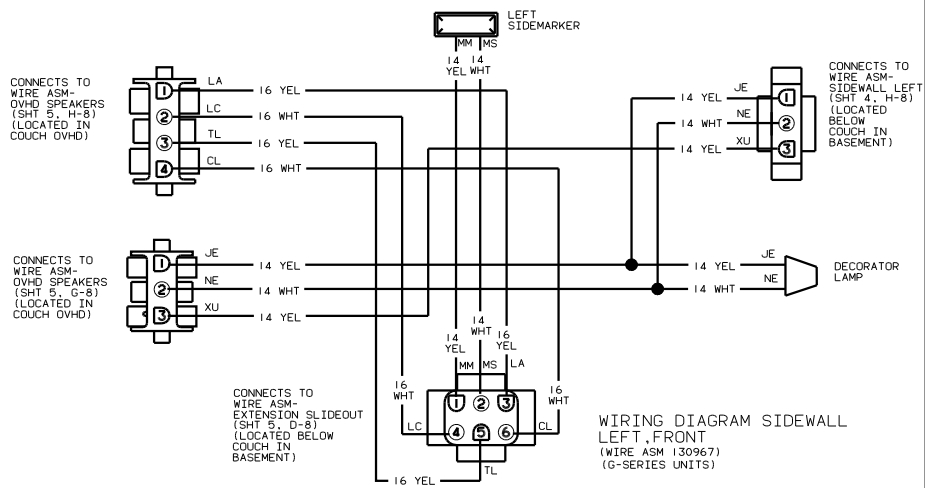 LEFT
SIDEMARKER
MM MS
14
YEL
14
WHT
CONNECTS TO
WIRE ASM-
OVHD SPEAKERS
(SHT 5, H-8)
(LOCATED IN
COUCH OVHD)
1
2
3
4
LA
LC
TL
CL
16 YEL
16 WHT
16 YEL
16 WHT
JE
NE
XU
14 YEL
14 WHT
14 YEL
1
2
3
CONNECTS TO
WIRE ASM-
SIDEWALL LEFT
(SHT 4, H-8)
(LOCATED
BELOW
COUCH IN
BASEMENT)
CONNECTS TO
WIRE ASM-
OVHD SPEAKERS
(SHT 5, G-8)
(LOCATED IN
COUCH OVHD)
1
2
3
JE
NE
XU
14 YEL
14 WHT
14 YEL
14 YEL
14 WHT
JE
NE
DECORATOR
LAMP
14
YEL
14
WHT
16
YEL
MM MS LA
16
WHT
16
WHT
1 2 3
LC 4 5 6 CL
TL
16 YEL
CONNECTS TO
WIRE ASM-
EXTENSION SLIDEOUT
(SHT 5, D-8)
(LOCATED BELOW
COUCH IN
BASEMENT)
WIRING DIAGRAM SIDEWALL
LEFT,FRONT
(WIRE ASM 130967)
(G-SERIES UNITS)